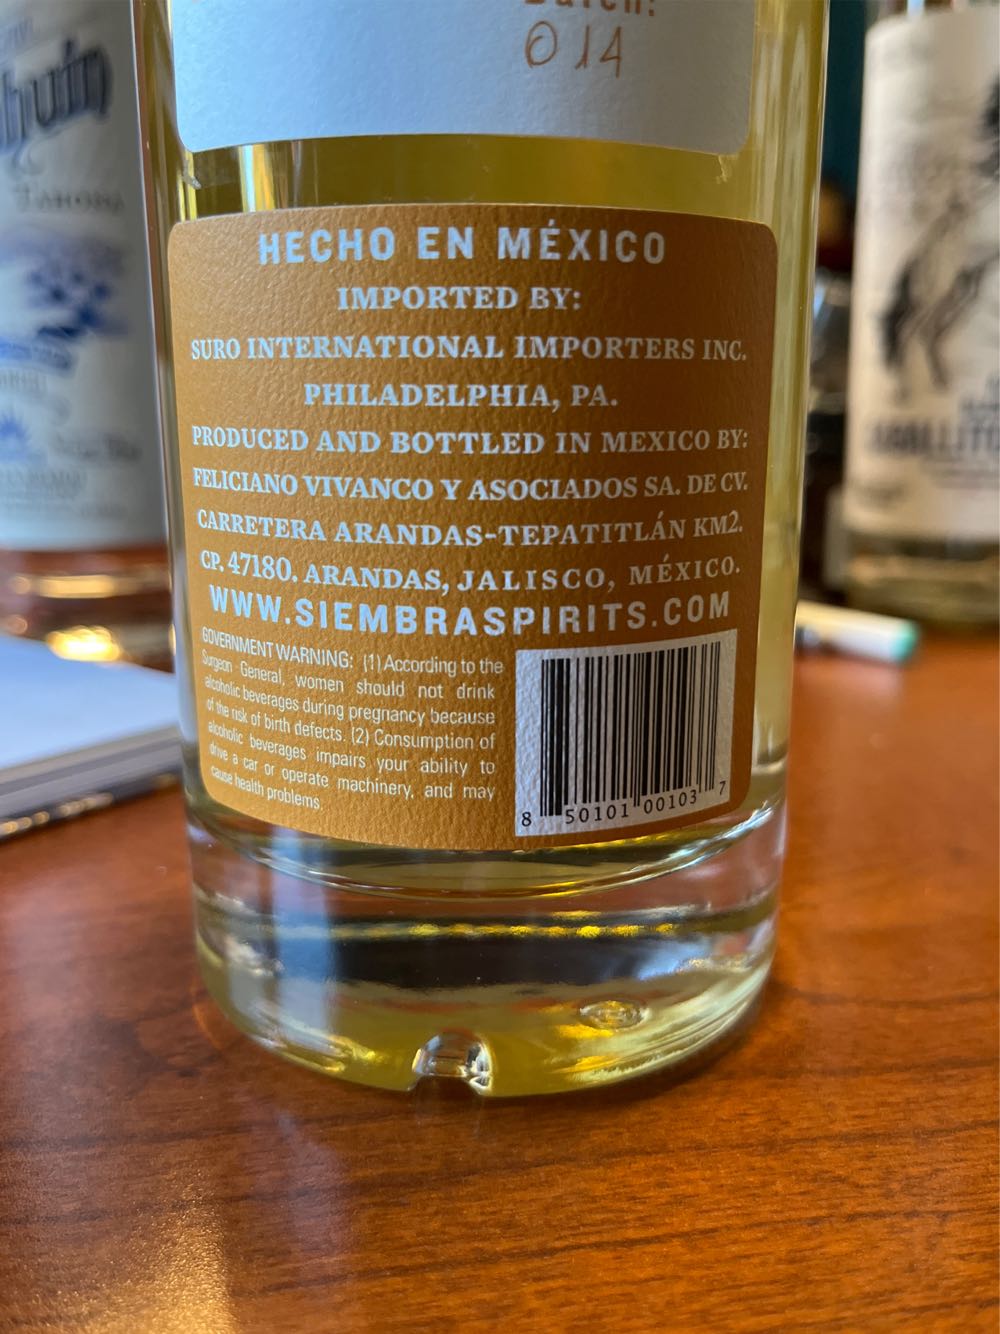 Batch:
014
HECHO EN MÉXICO
IMPORTED BY:
SURO INTERNATIONAL IMPORTERS INC.
PHILADELPHIA, PA.
PRODUCED AND BOTTLED IN MEXICO BY:
FELICIANO VIVANCO Y ASOCIADOS SA. DE CV.
CARRETERA ARANDAS-TEPATITLÁN KM2.
CP. 47180. ARANDAS, JALISCO, MÉXICO.
WWW.SIEMBRASPIRITS.COM
GOVERNMENT WARNING: (1) According to the
Surgeon General, women should not drink
alcoholic beverages during pregnancy because
of the risk of birth defects. (2) Consumption of
alcoholic beverages impairs your ability to
drive a car or operate machinery, and may
cause health problems.
8 50101 00103 7
TAHONA